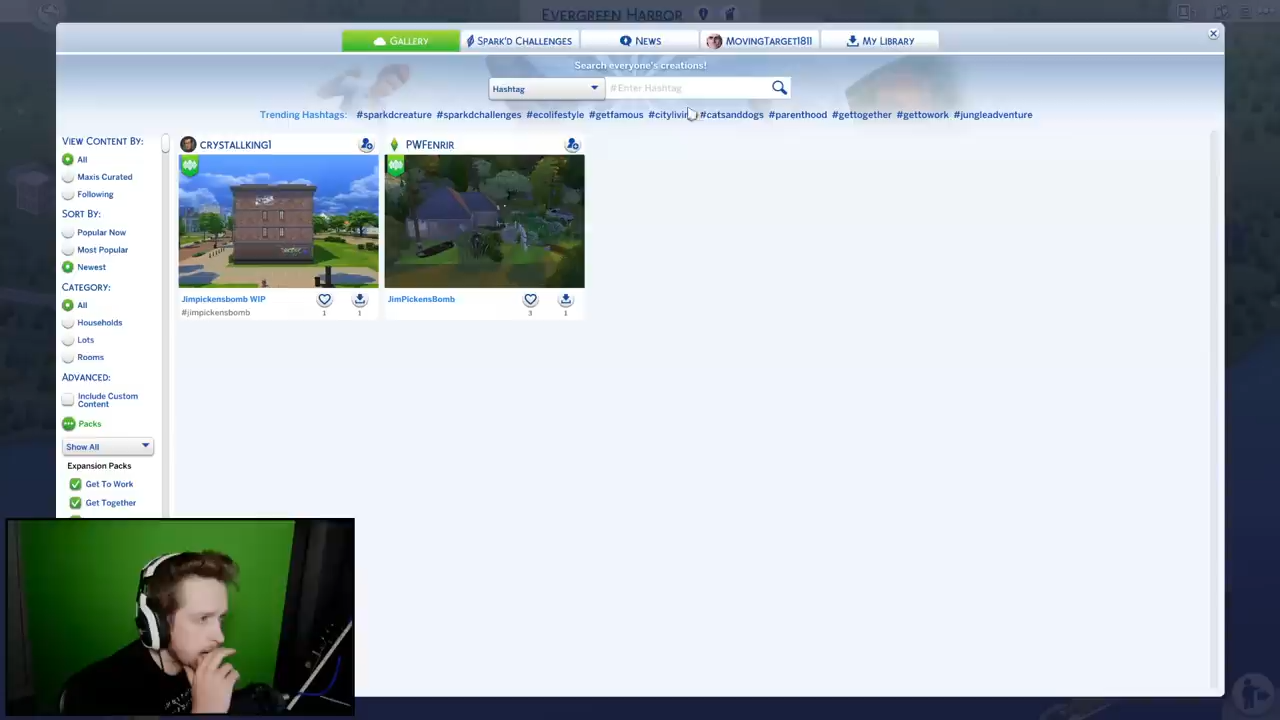 EVERGREEN HARBOR
GALLERY
SPARK'D CHALLENGES
NEWS
MOVINGTARGET1811
MY LIBRARY
Search everyone's creations!
Hashtag
#Enter Hashtag
Trending Hashtags: #sparkdcreature #sparkdchallenges #ecolifestyle #getfamous #cityliving #catsanddogs #parenthood #gettogether #gettowork #jungleadventure
VIEW CONTENT BY:
All
Maxis Curated
Following
SORT BY:
Popular Now
Most Popular
Newest
CATEGORY:
All
Households
Lots
Rooms
ADVANCED:
Include Custom
Content
Packs
Show All
Expansion Packs
Get To Work
Get Together
CRYSTALLKING1
Jimpickensbomb WIP
#jimpickensbomb
1
1
PWFENRIR
JimPickensBomb
3
1